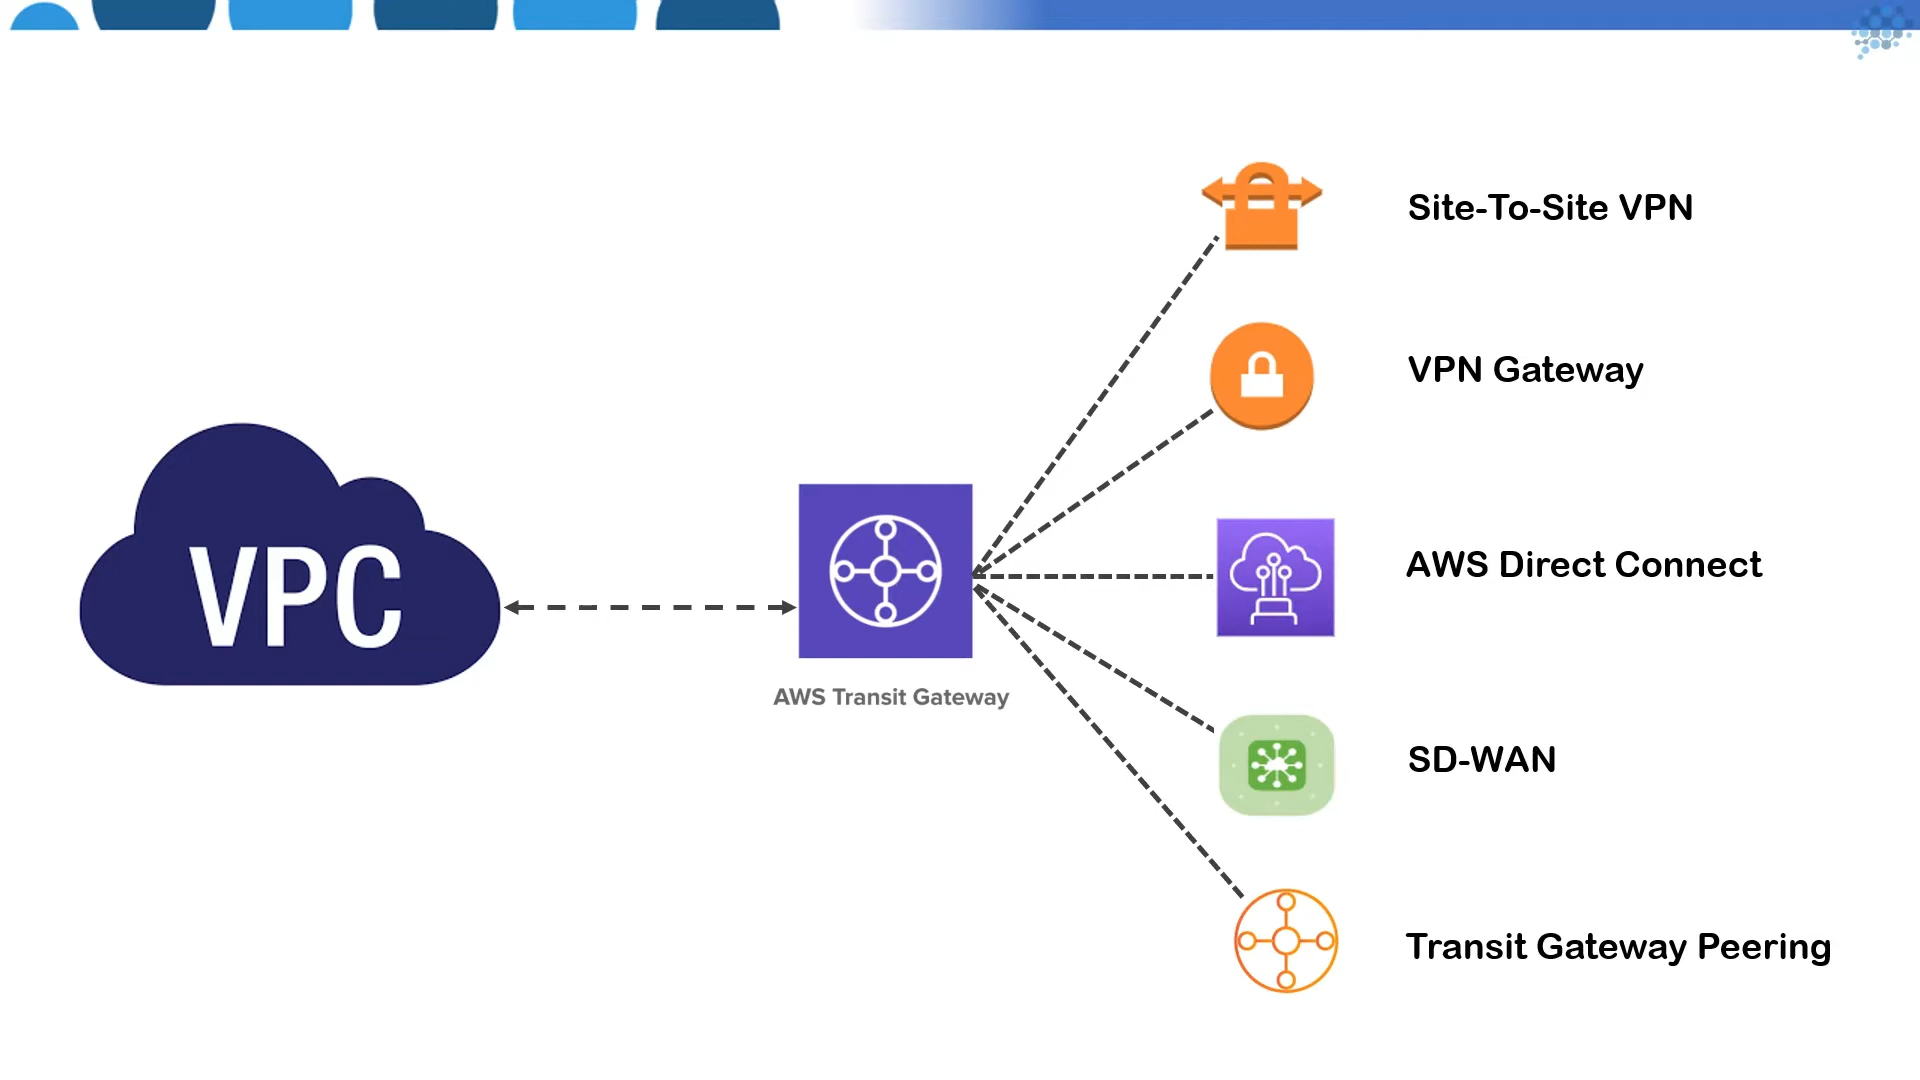 Site-To-Site VPN
VPN Gateway
VPC
AWS Direct Connect
AWS Transit Gateway
SD-WAN
Transit Gateway Peering